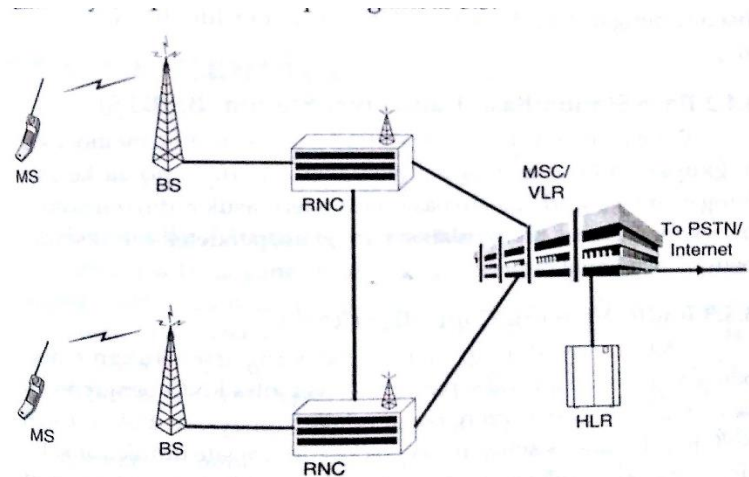 MS
BS
RNC
MSC/
VLR
To PSTN/
Internet
MS
BS
RNC
HLR